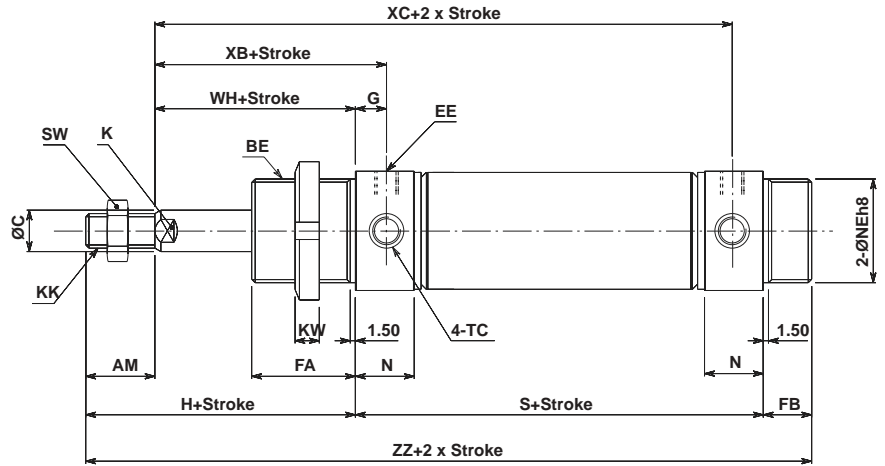 XC+2 x Stroke
XB+Stroke
WH+Stroke
G
EE
SW
K
BE
ØC
2-ØNEh8
KK
KW
1.50
4-TC
1.50
AM
FA
N
N
H+Stroke
S+Stroke
FB
ZZ+2 x Stroke